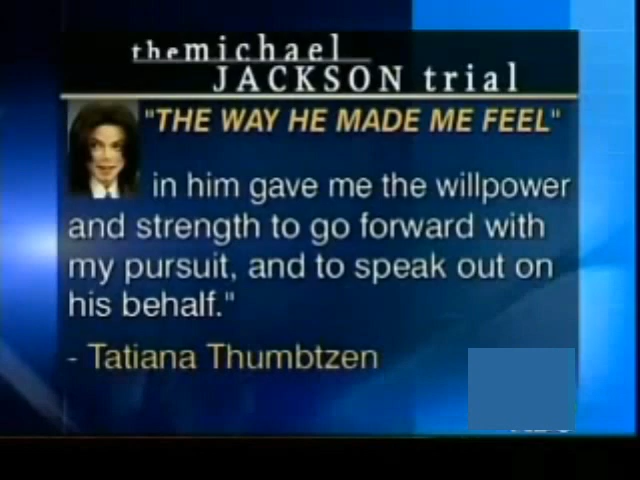 themichael
JACKSON trial
"THE WAY HE MADE ME FEEL"
in him gave me the willpower
and strength to go forward with
my pursuit, and to speak out on
his behalf."
- Tatiana Thumbtzen